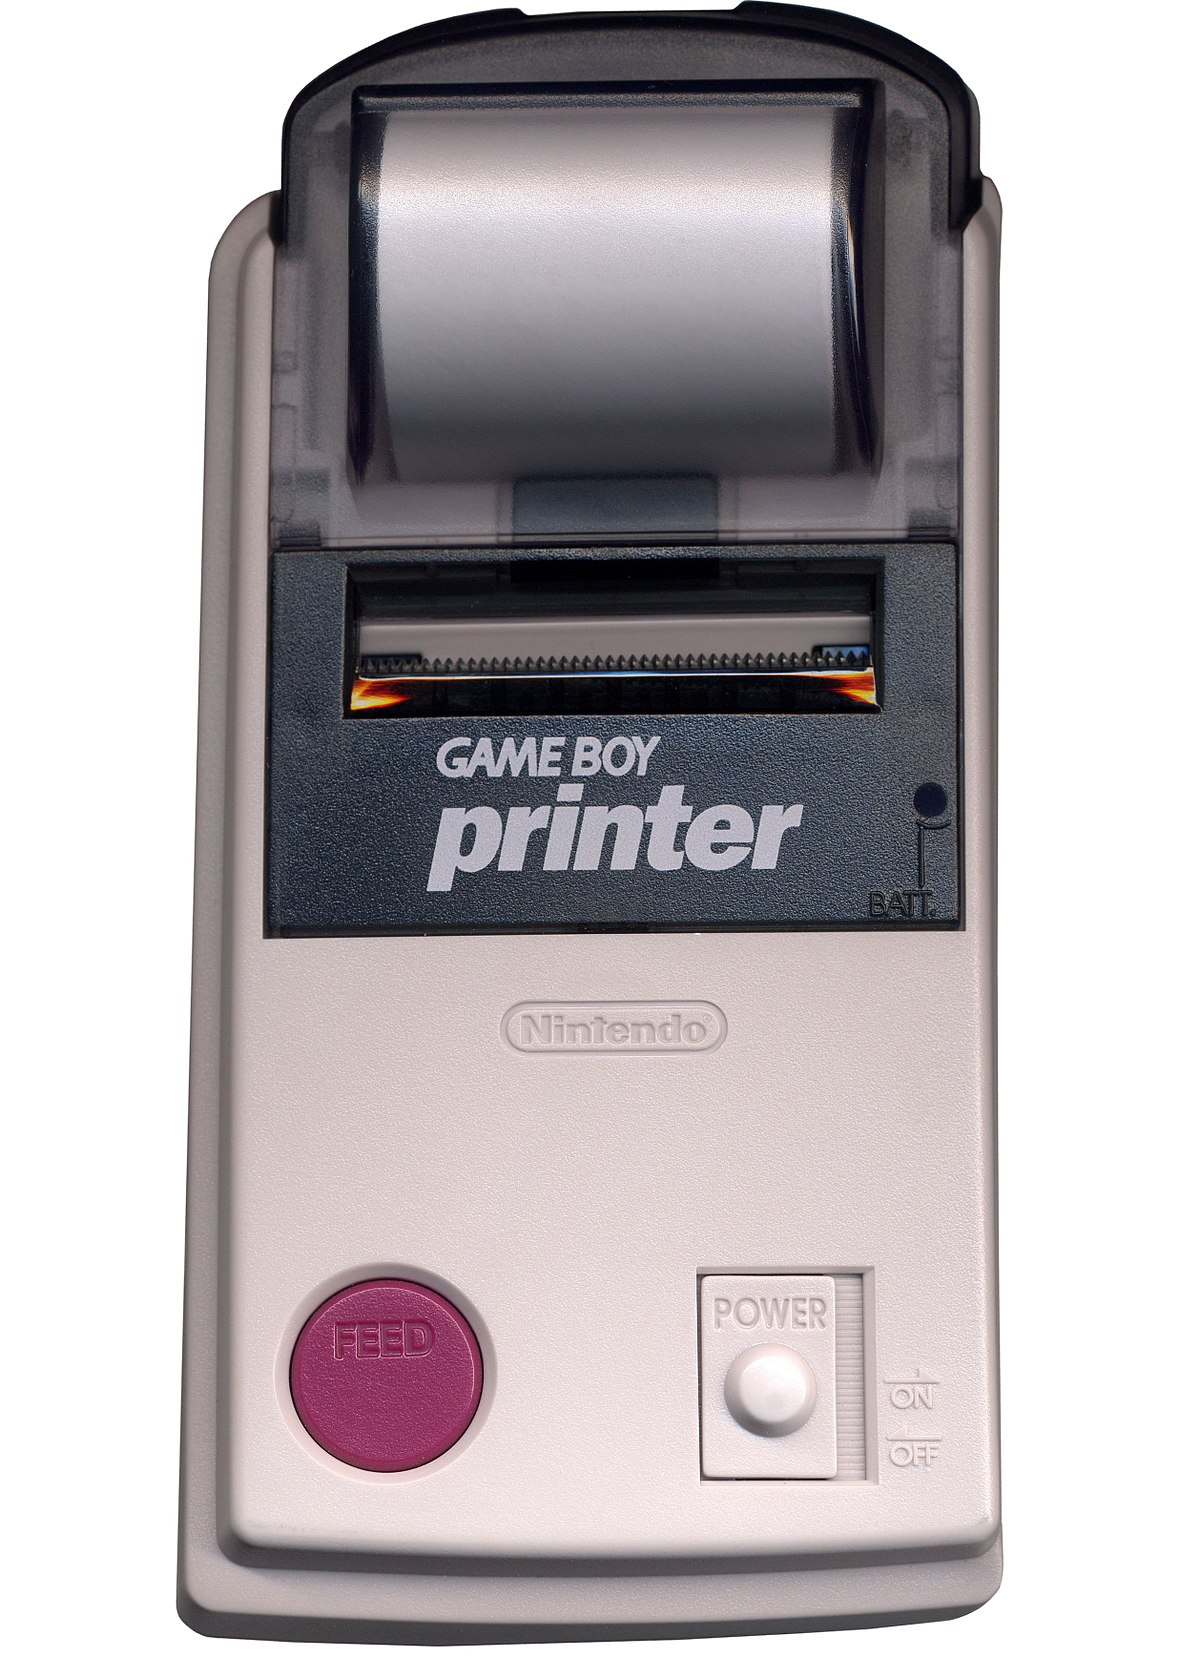 GAME BOY
printer
BATT.
Nintendo®
FEED
POWER
ON
OFF